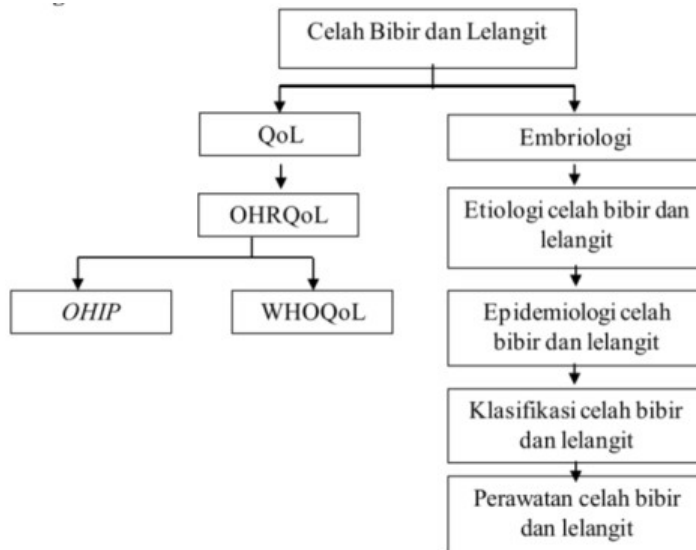 Celah Bibir dan Lelangit
QoL
Embriologi
OHRQoL
Etiologi celah bibir dan
lelangit
OHIP
WHOQoL
Epidemiologi celah
bibir dan lelangit
Klasifikasi celah bibir
dan lelangit
Perawatan celah bibir
dan lelangit